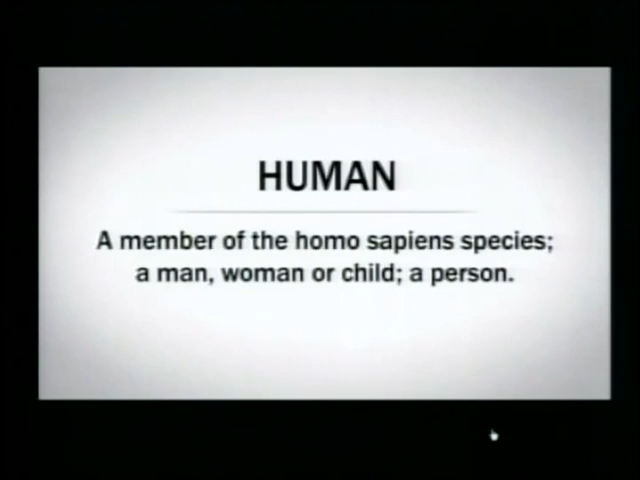 HUMAN
A member of the homo sapiens species;
a man, woman or child; a person.